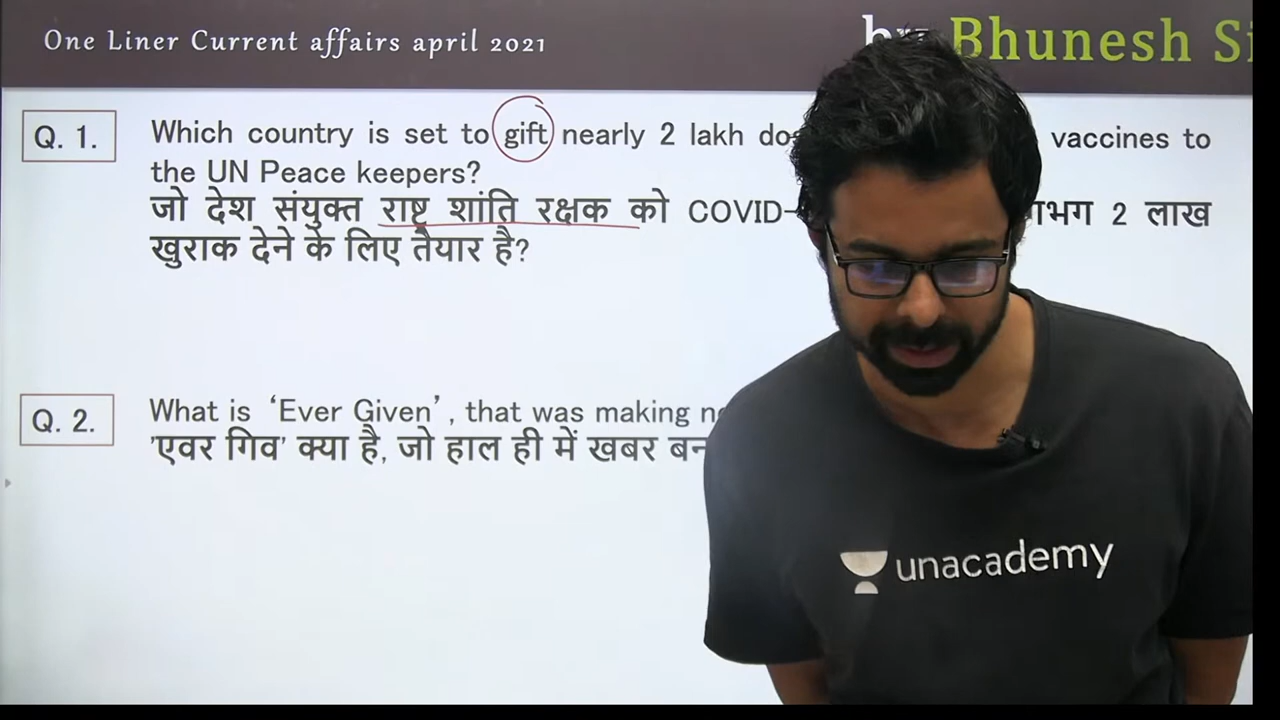 One Liner Current affairs april 2021
by Bhunesh Si
Q. 1.
Which country is set to gift nearly 2 lakh do vaccines to
the UN Peace keepers?
जो देश संयुक्त राष्ट्र शांति रक्षक को COVID- 2 लाख
खुराक देने के लिए तैयार है?
Q. 2.
What is ‘Ever Given’, that was making
'एवर गिव' क्या है, जो हाल ही में खबर
unacademy